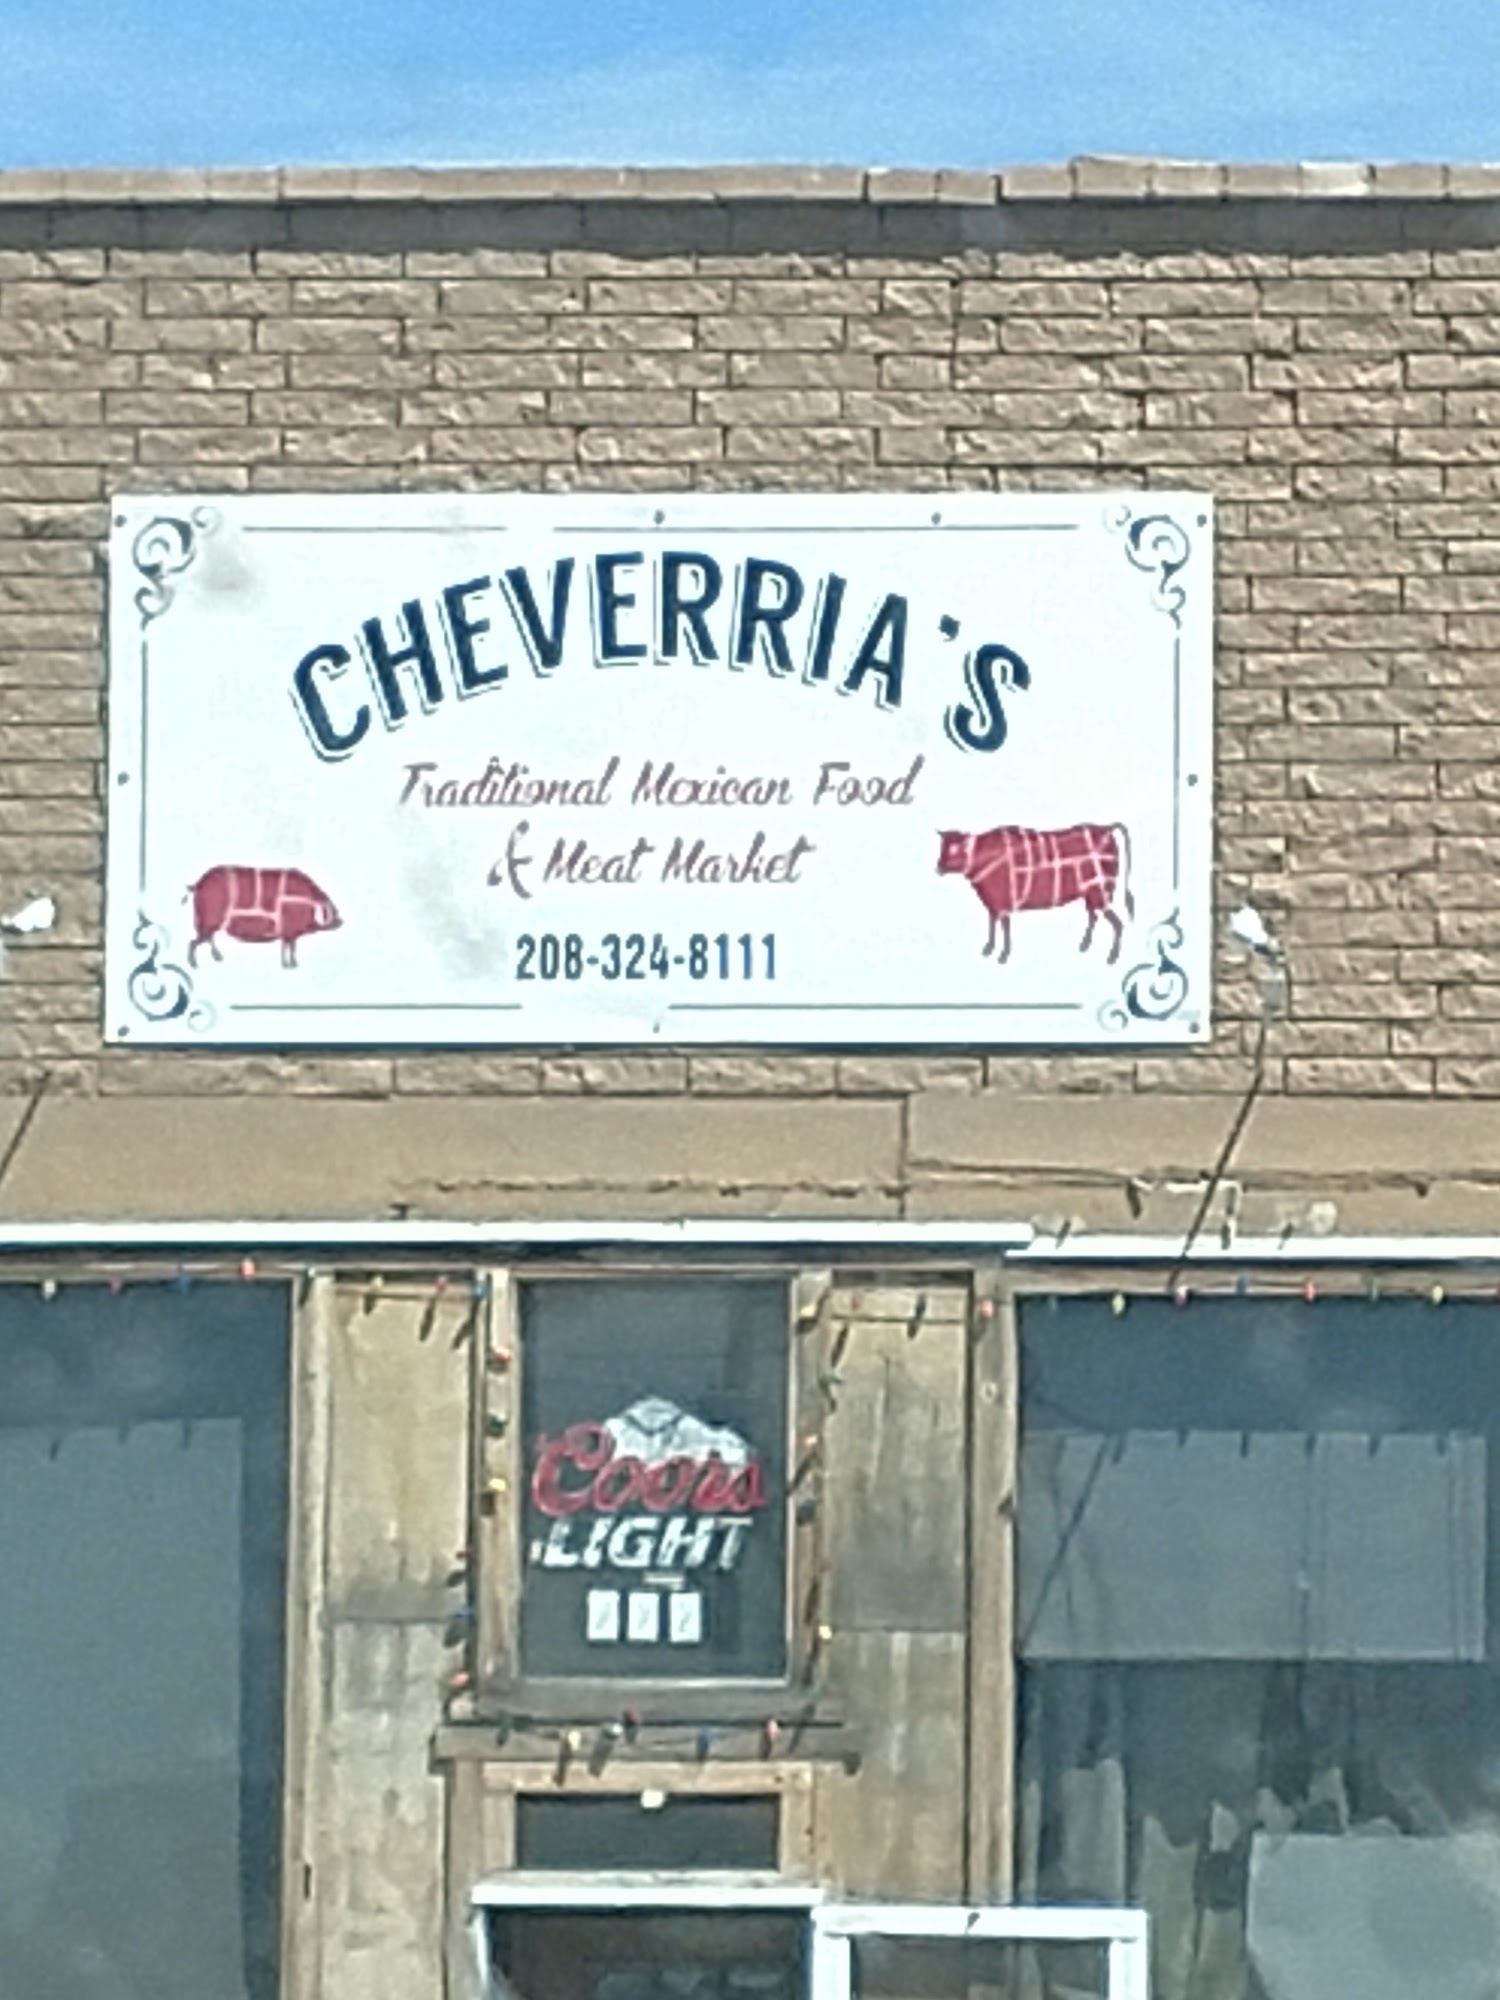 CHEVERRIA'S
Traditional Mexican Food
& Meat Market
208-324-8111
Coors
LIGHT